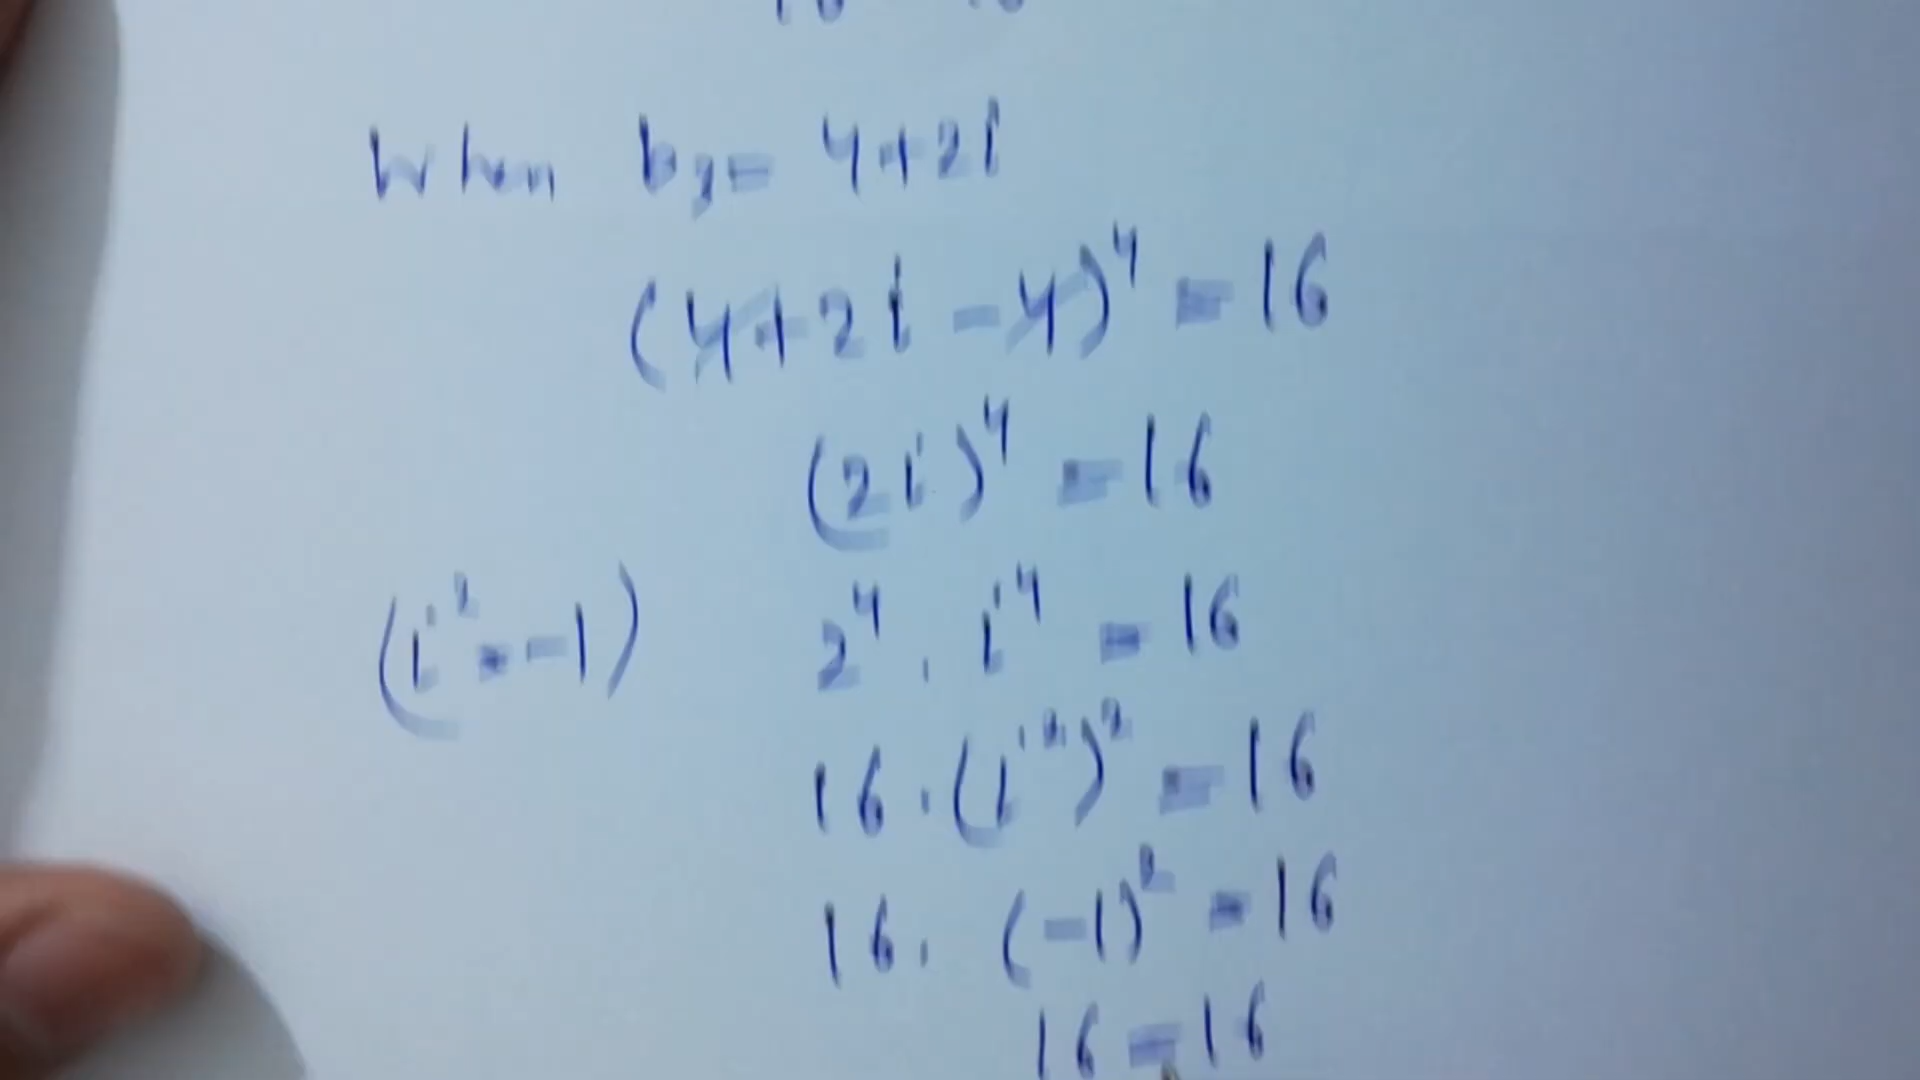 When b₃ = 4+2i
(4+2i-4)⁴ = 16
(2i)⁴ = 16
(i² = -1) 2⁴ . i⁴ = 16
16 . (i²)² = 16
16 . (-1)² = 16
16 = 16